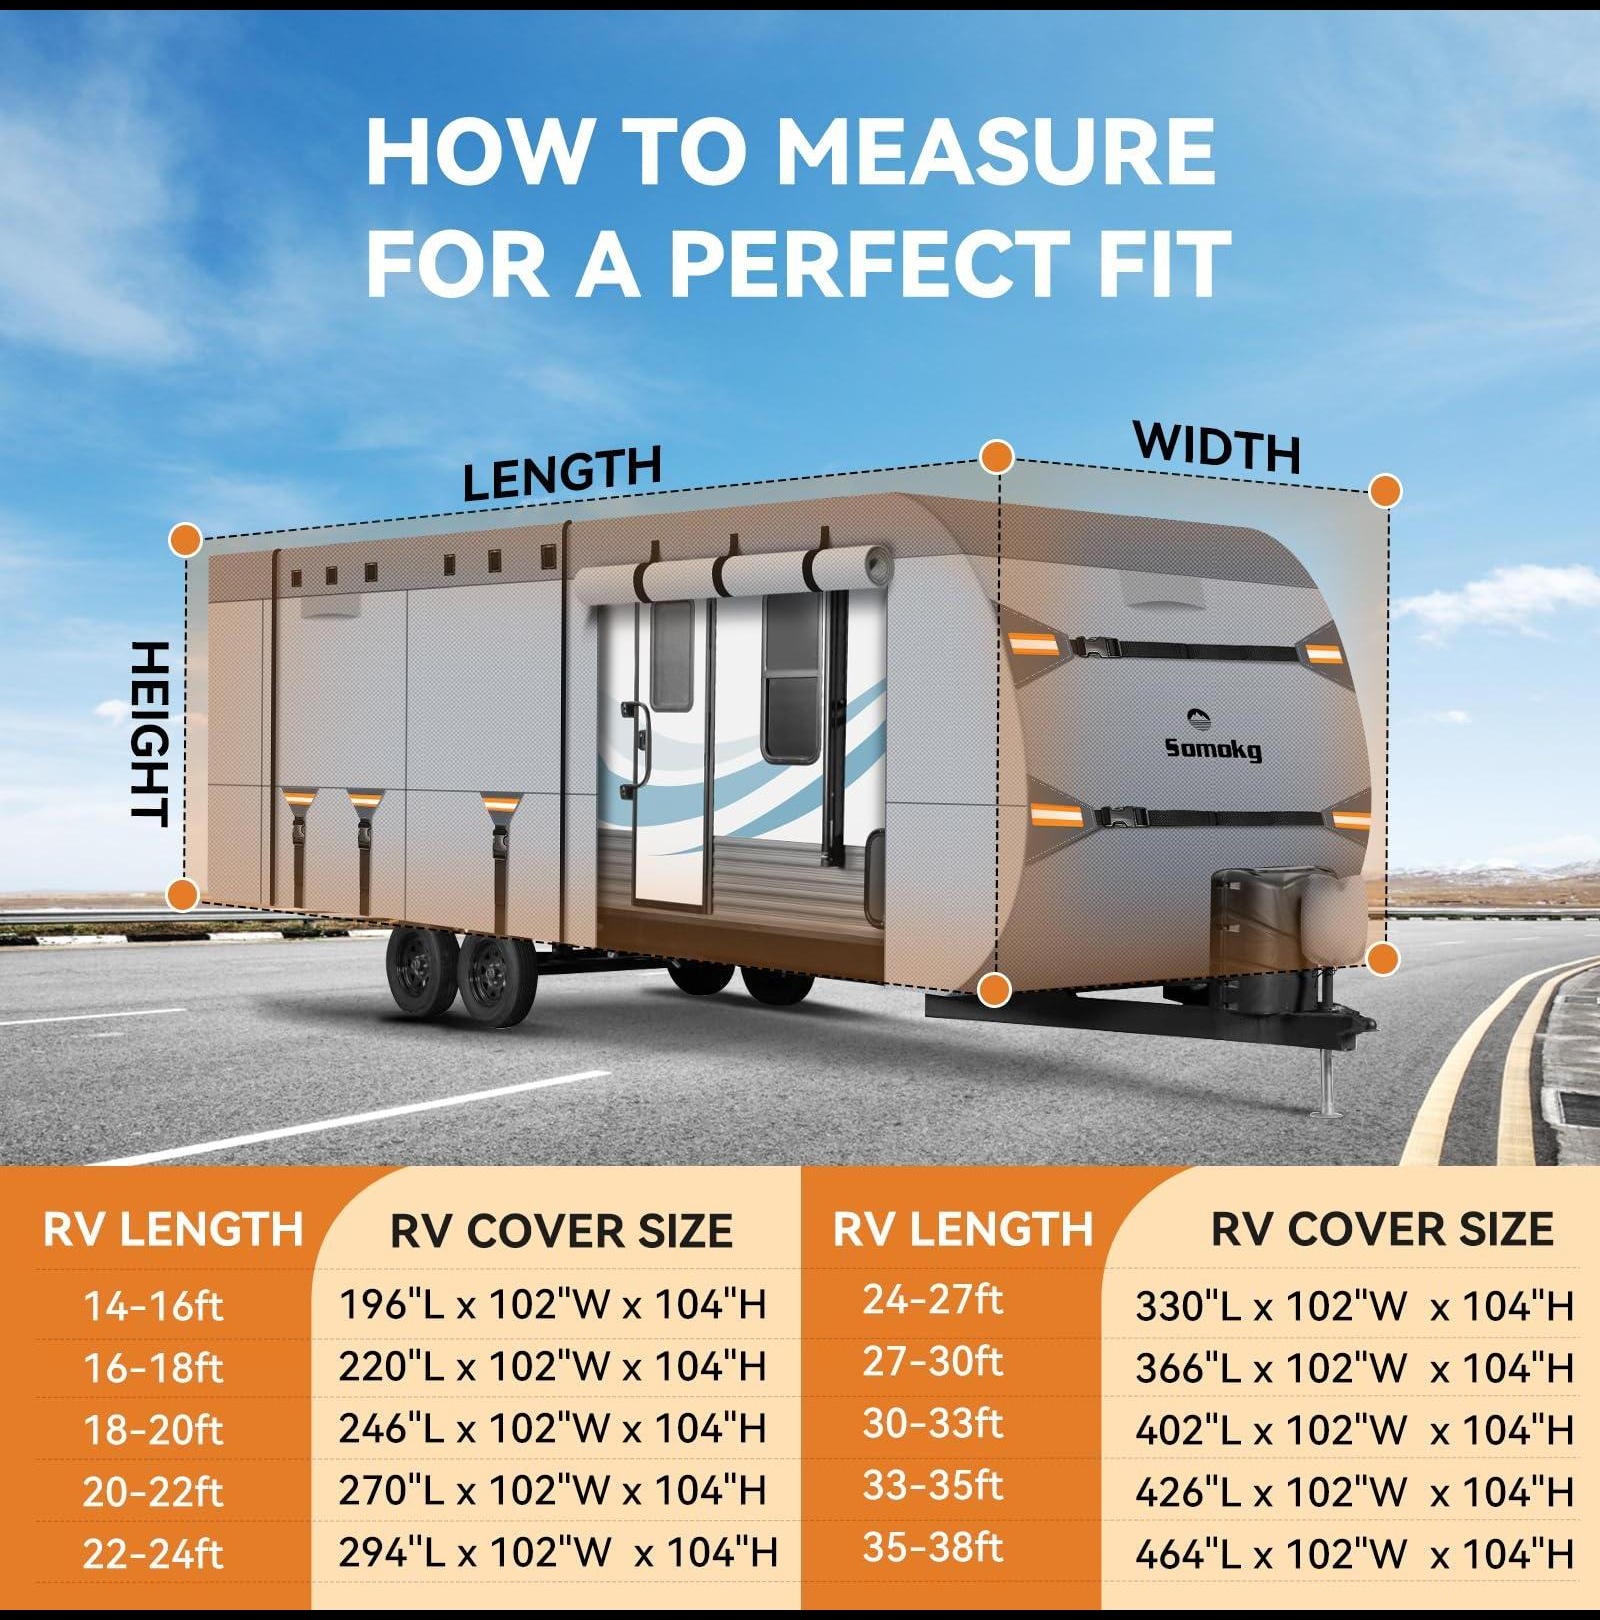 HOW TO MEASURE
FOR A PERFECT FIT
LENGTH
WIDTH
HEIGHT
Somokg
RV LENGTH
RV COVER SIZE
14-16ft
196"L x 102"W x 104"H
16-18ft
220"L x 102"W x 104"H
18-20ft
246"L x 102"W x 104"H
20-22ft
270"L x 102"W x 104"H
22-24ft
294"L x 102"W x 104"H
RV LENGTH
RV COVER SIZE
24-27ft
330"L x 102"W x 104"H
27-30ft
366"L x 102"W x 104"H
30-33ft
402"L x 102"W x 104"H
33-35ft
426"L x 102"W x 104"H
35-38ft
464"L x 102"W x 104"H